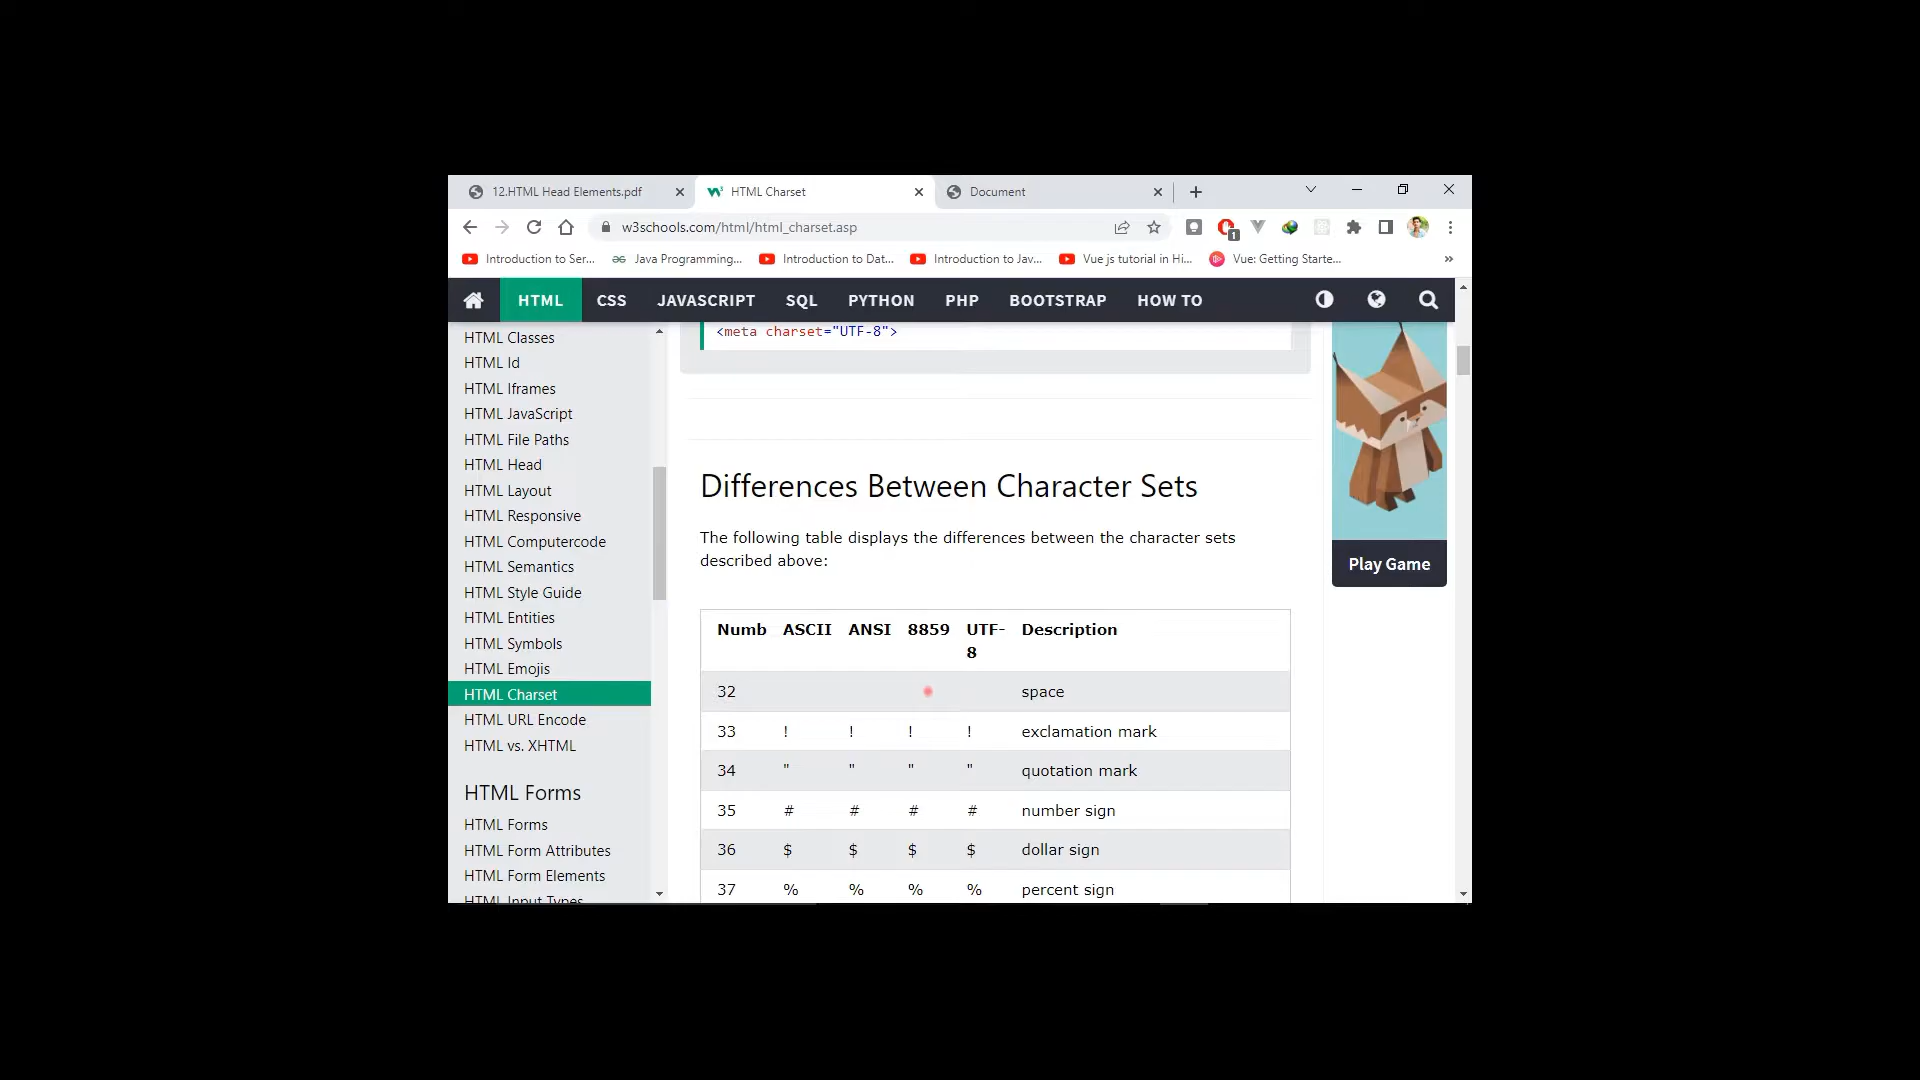 12.HTML Head Elements.pdf
HTML Charset
Document
w3schools.com/html/html_charset.asp
1
Introduction to Ser...
Java Programming...
Introduction to Dat...
Introduction to Jav...
Vue js tutorial in Hi...
Vue: Getting Starte...
»
HTML CSS JAVASCRIPT SQL PYTHON PHP BOOTSTRAP HOW TO
HTML Classes
HTML Id
HTML Iframes
HTML JavaScript
HTML File Paths
HTML Head
HTML Layout
HTML Responsive
HTML Computercode
HTML Semantics
HTML Style Guide
HTML Entities
HTML Symbols
HTML Emojis
HTML Charset
HTML URL Encode
HTML vs. XHTML
HTML Forms
HTML Forms
HTML Form Attributes
HTML Form Elements
HTML Input Types
<meta charset="UTF-8">
Differences Between Character Sets
The following table displays the differences between the character sets
described above:
Numb ASCII ANSI 8859 UTF- Description
8
32 space
33 ! ! ! ! exclamation mark
34 " " " " quotation mark
35 # # # # number sign
36 $ $ $ $ dollar sign
37 % % % % percent sign
Play Game